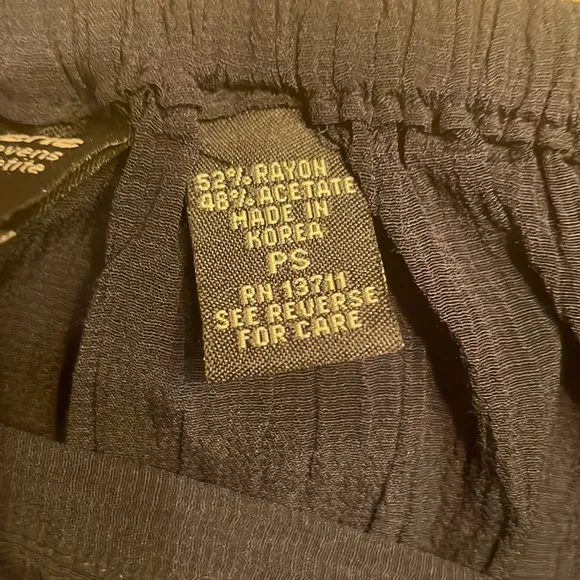 52% RAYON
48% ACETATE
MADE IN
KOREA
PS
RN 13711
SEE REVERSE
FOR CARE